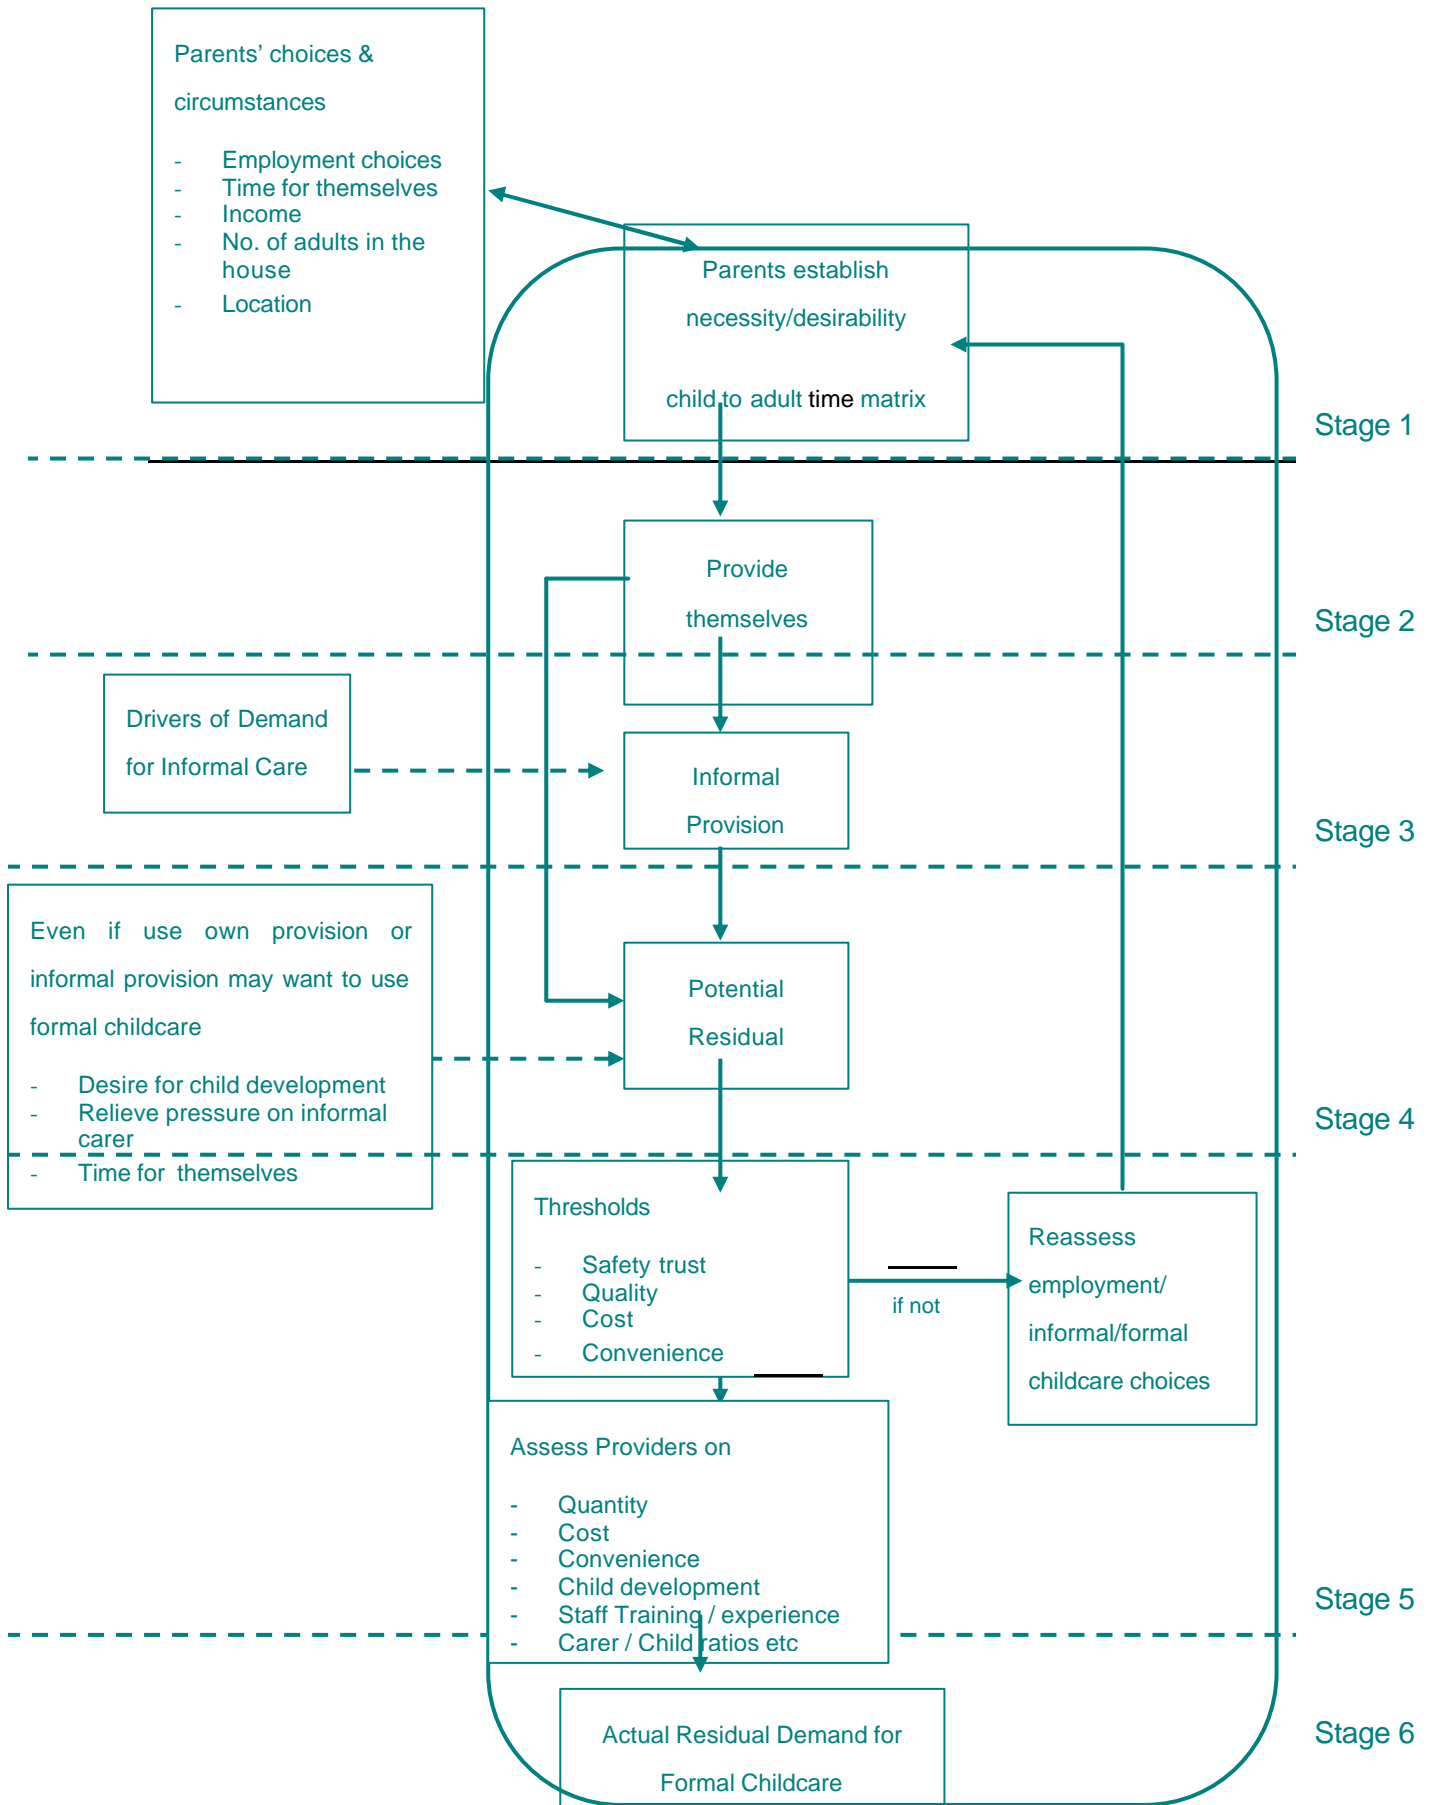 Parents’ choices &
circumstances
- Employment choices
- Time for themselves
- Income
- No. of adults in the
house
- Location
Parents establish
necessity/desirability
child to adult time matrix
Stage 1
Provide
themselves
Stage 2
Drivers of Demand
for Informal Care
Informal
Provision
Stage 3
Even if use own provision or
informal provision may want to use
formal childcare
- Desire for child development
- Relieve pressure on informal
carer
- Time for themselves
Potential
Residual
Stage 4
Thresholds
- Safety trust
- Quality
- Cost
- Convenience
if not
Reassess
employment/
informal/formal
childcare choices
Assess Providers on
- Quantity
- Cost
- Convenience
- Child development
- Staff Training / experience
- Carer / Child ratios etc
Stage 5
Actual Residual Demand for
Formal Childcare
Stage 6